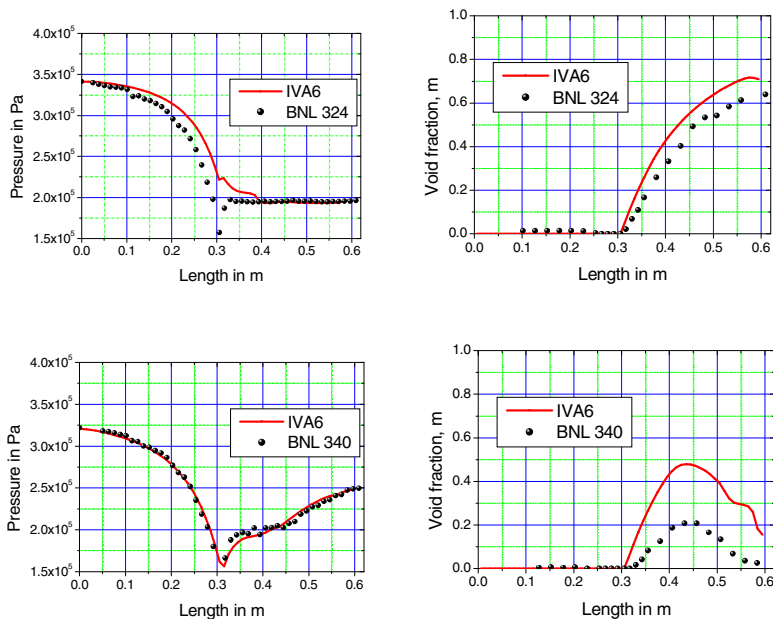 4.0x10⁵
3.5x10⁵
3.0x10⁵
2.5x10⁵
2.0x10⁵
1.5x10⁵
0.0 0.1 0.2 0.3 0.4 0.5 0.6
Pressure in Pa
Length in m
IVA6
BNL 324
1.0
0.8
0.6
0.4
0.2
0.0
0.0 0.1 0.2 0.3 0.4 0.5 0.6
Void fraction, m
Length in m
IVA6
BNL 324
4.0x10⁵
3.5x10⁵
3.0x10⁵
2.5x10⁵
2.0x10⁵
1.5x10⁵
0.0 0.1 0.2 0.3 0.4 0.5 0.6
Pressure in Pa
Length in m
IVA6
BNL 340
1.0
0.8
0.6
0.4
0.2
0.0
0.0 0.1 0.2 0.3 0.4 0.5 0.6
Void fraction, m
Length in m
IVA6
BNL 340